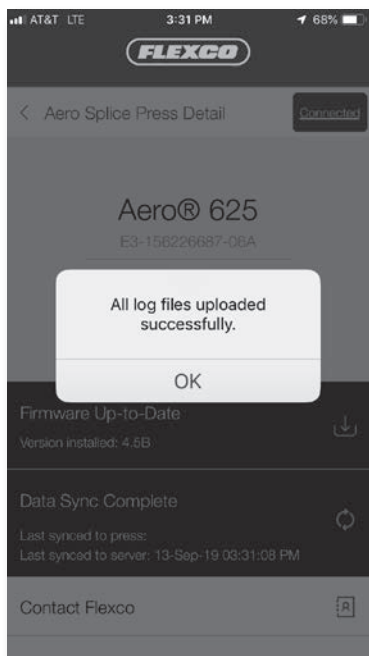 AT&T LTE 3:31 PM 68%
FLEXCO
Aero Splice Press Detail Connected
Aero® 625
E3-156226687-06A
All log files uploaded
successfully.
OK
Firmware Up-to-Date
Version installed: 4.5B
Data Sync Complete
Last synced to press:
Last synced to server: 13-Sep-19 03:31:08 PM
Contact Flexco